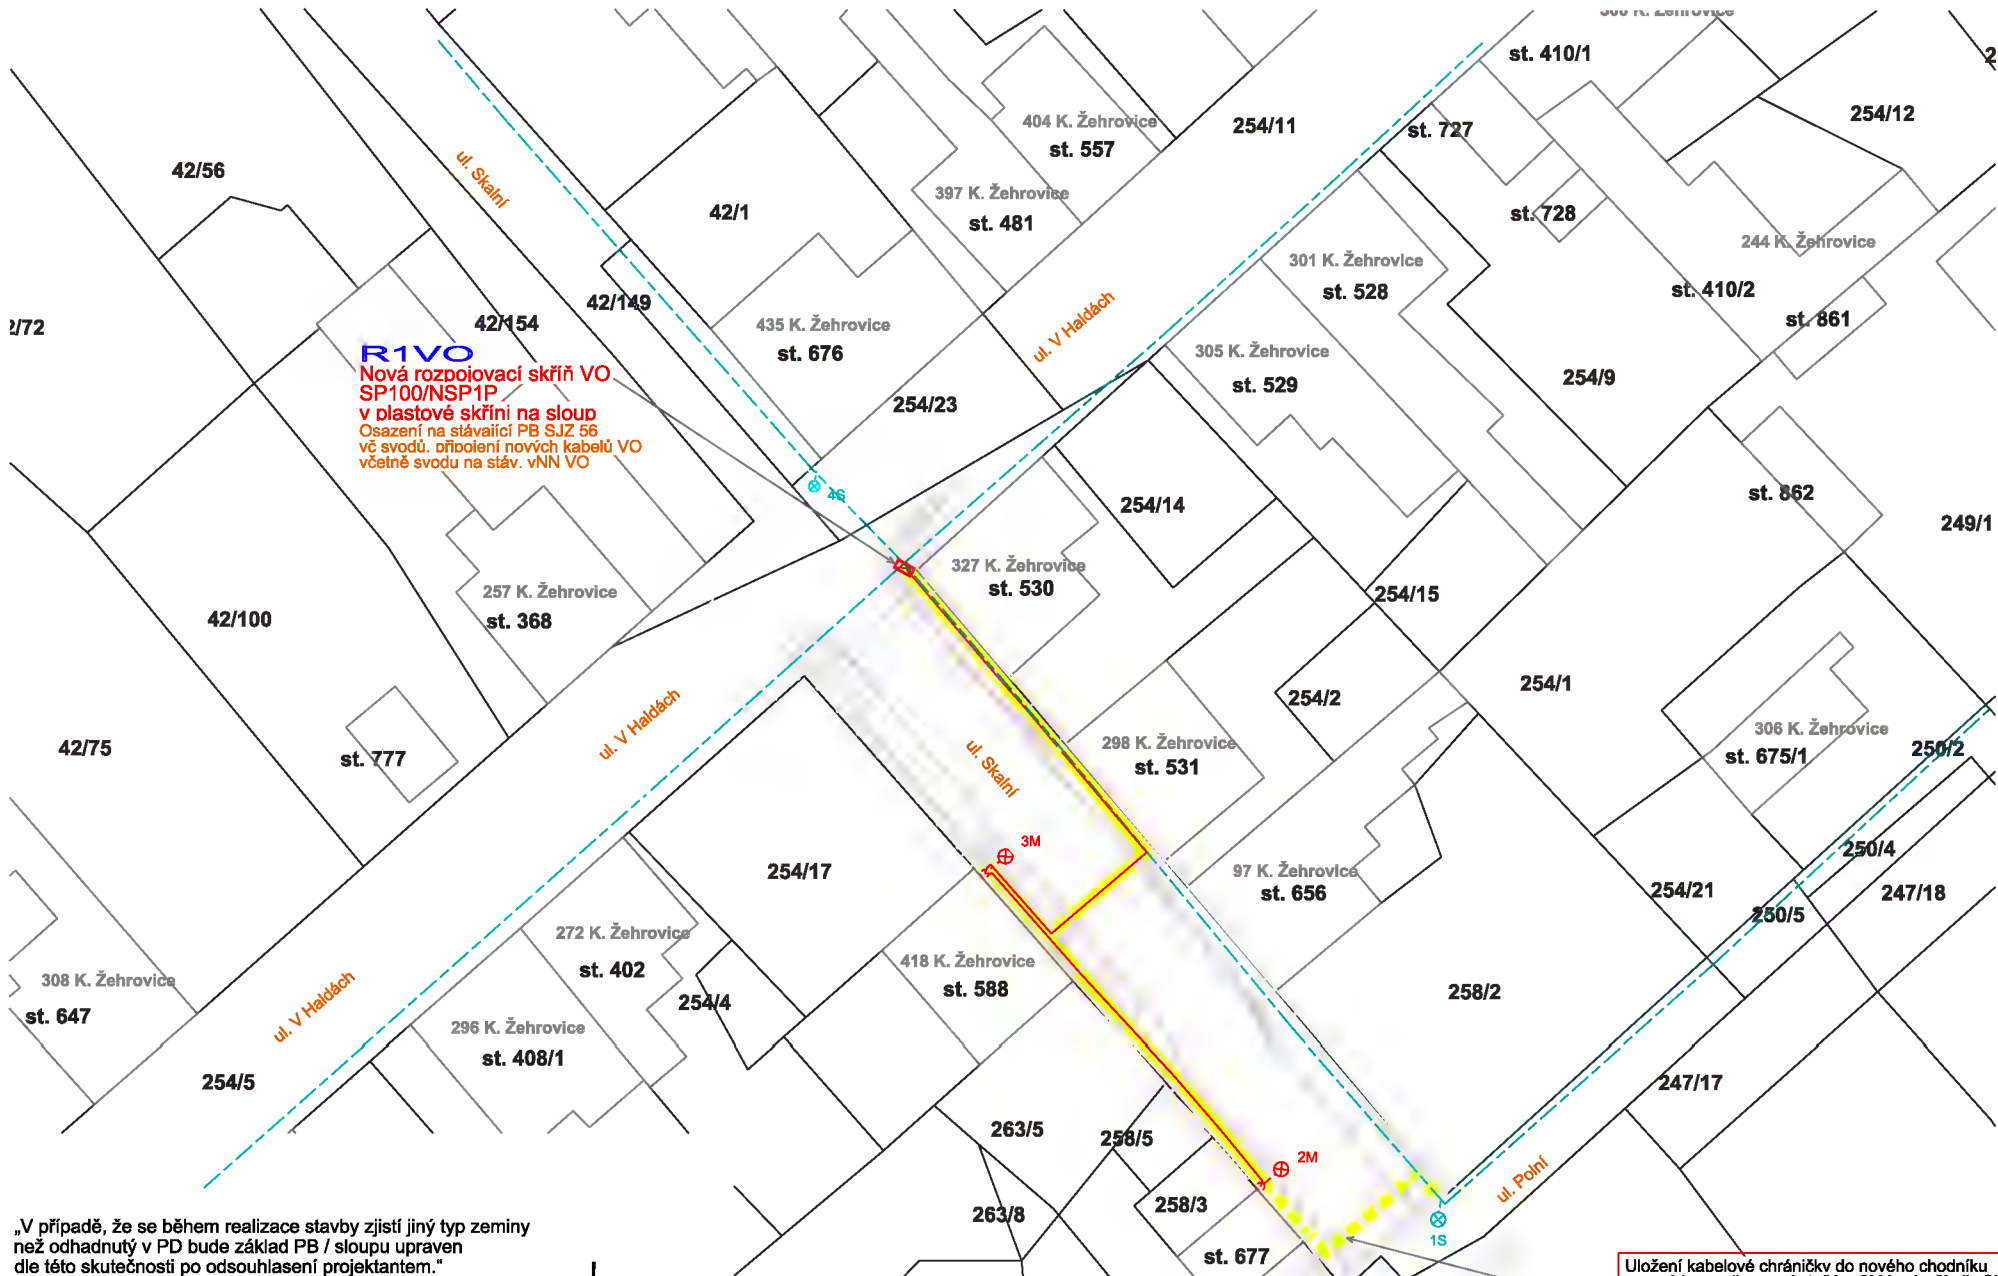 300 K. Žehrovice
st. 410/1
254/12
404 K. Žehrovice
st. 557
254/11
st. 727
42/56
ul. Skalní
397 K. Žehrovice
st. 481
42/1
st. 728
244 K. Žehrovice
301 K. Žehrovice
st. 528
st. 410/2
42/149
st. 861
2/72
42/154
435 K. Žehrovice
st. 676
ul. V Haldách
305 K. Žehrovice
st. 529
254/9
R1VO
Nová rozpojovací skříň VO
SP100/NSP1P
v plastové skříni na sloup
Osazení na stávající PB SJZ 56
vč svodů, připojení nových kabelů VO
včetně svodu na stáv. vNN VO
254/23
4S
254/14
st. 862
249/1
327 K. Žehrovice
st. 530
257 K. Žehrovice
st. 368
254/15
42/100
254/1
254/2
ul. V Haldách
42/75
st. 777
ul. Skalní
298 K. Žehrovice
st. 531
306 K. Žehrovice
st. 675/1
250/2
3M
250/4
254/17
97 K. Žehrovice
st. 656
254/21
250/5
247/18
272 K. Žehrovice
st. 402
418 K. Žehrovice
st. 588
308 K. Žehrovice
st. 647
ul. V Haldách
254/4
258/2
296 K. Žehrovice
st. 408/1
254/5
247/17
263/5
258/5
2M
ul. Polní
258/3
263/8
1S
st. 677
„V případě, že se během realizace stavby zjistí jiný typ zeminy
než odhadnutý v PD bude základ PB / sloupu upraven
dle této skutečnosti po odsouhlasení projektantem.“
Uložení kabelové chráničky do nového chodníku